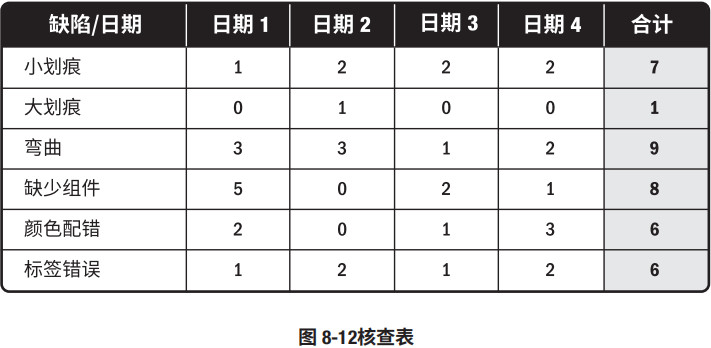 缺陷/日期 日期 1 日期 2 日期 3 日期 4 合计
小划痕 1 2 2 2 7
大划痕 0 1 0 0 1
弯曲 3 3 1 2 9
缺少组件 5 0 2 1 8
颜色配错 2 0 1 3 6
标签错误 1 2 1 2 6
图 8-12核查表